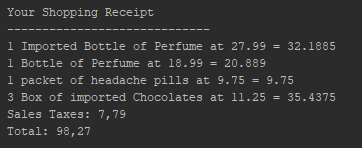 Your Shopping Receipt
-----------------------------
1 Imported Bottle of Perfume at 27.99 = 32.1885
1 Bottle of Perfume at 18.99 = 20.889
1 packet of headache pills at 9.75 = 9.75
3 Box of imported Chocolates at 11.25 = 35.4375
Sales Taxes: 7,79
Total: 98,27